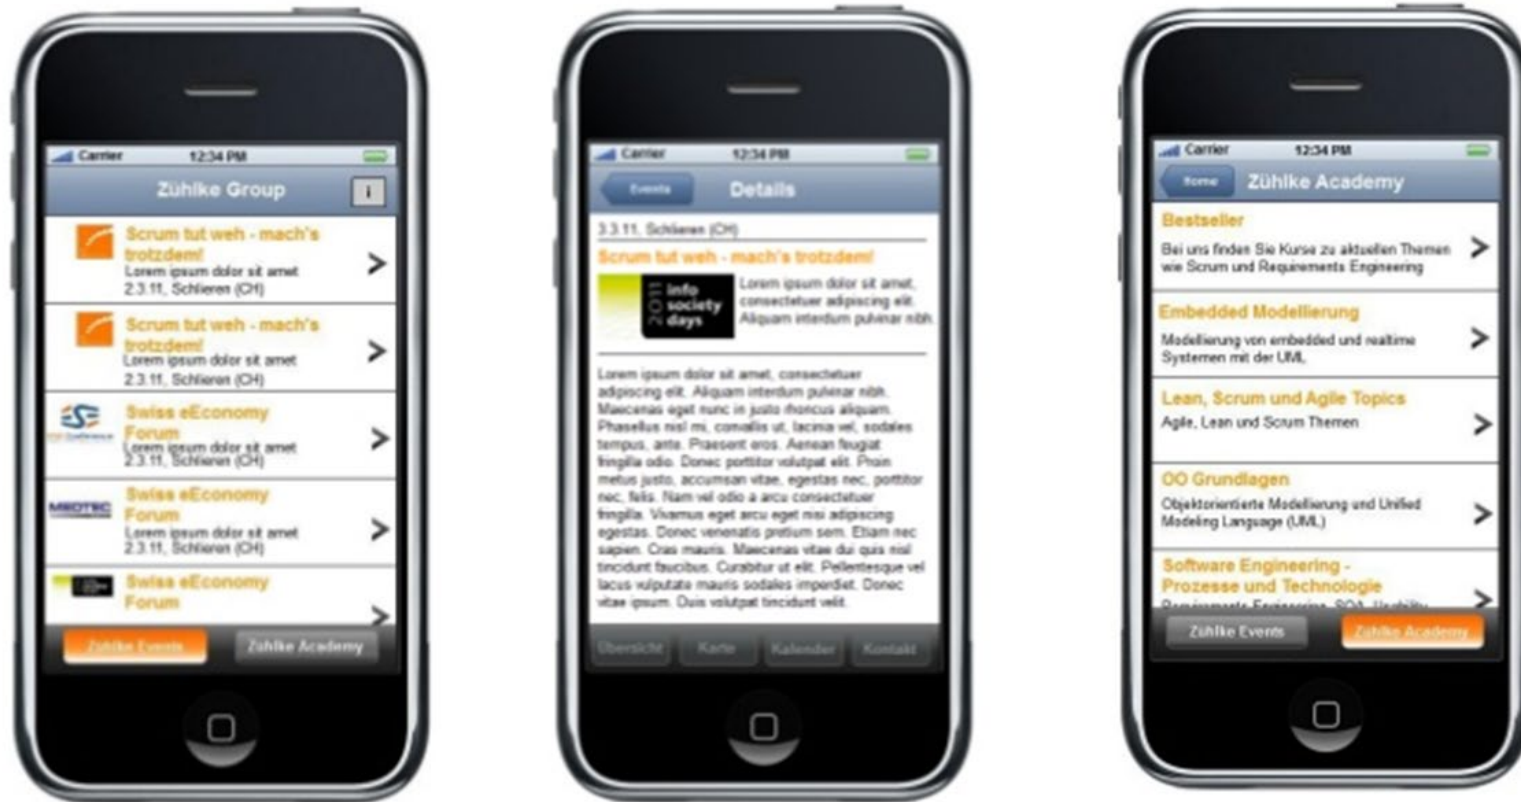 Carrier 12:34 PM
Zühlke Group i
Scrum tut weh - mach's
trotzdem!
Lorem ipsum dolor sit amet
2.3.11, Schlieren (CH)
Scrum tut weh - mach's
trotzdem!
Lorem ipsum dolor sit amet
2.3.11, Schlieren (CH)
Swiss eEconomy
Forum
Lorem ipsum dolor sit amet
2.3.11, Schlieren (CH)
MEDTEC
Swiss eEconomy
Forum
Lorem ipsum dolor sit amet
2.3.11, Schlieren (CH)
Swiss eEconomy
Forum
Zühlke Events Zühlke Academy
Carrier 12:34 PM
Events Details
3.3.11, Schlieren (CH)
Scrum tut weh - mach's trotzdem!
2011 info
society
days
Lorem ipsum dolor sit amet,
consectetuer adipiscing elit.
Aliquam interdum pulvinar nibh.
Lorem ipsum dolor sit amet, consectetuer
adipiscing elit. Aliquam interdum pulvinar nibh.
Maecenas eget nunc in justo rhoncus aliquam.
Phasellus nisl mi, convallis ut, lacinia vel, sodales
tempus, ante. Praesent eros. Aenean feugiat
fringilla odio. Donec porttitor volutpat elit. Proin
metus justo, accumsan vitae, egestas nec, porttitor
nec, felis. Nam vel odio a arcu consectetuer
fringilla. Vivamus eget arcu eget nisi adipiscing
egestas. Donec venenatis pretium sem. Etiam nec
sapien. Cras mauris. Maecenas vitae dui quis nisl
tincidunt faucibus. Curabitur ut elit. Pellentesque vel
lacus vulputate mauris sodales imperdiet. Donec
vitae ipsum. Duis volutpat tincidunt velit.
Übersicht Karte Kalender Kontakt
Carrier 12:34 PM
Home Zühlke Academy
Bestseller
Bei uns finden Sie Kurse zu aktuellen Themen
wie Scrum und Requirements Engineering
Embedded Modellierung
Modellierung von embedded und realtime
Systemen mit der UML
Lean, Scrum und Agile Topics
Agile, Lean und Scrum Themen
OO Grundlagen
Objektorientierte Modellierung und Unified
Modeling Language (UML)
Software Engineering -
Prozesse und Technologie
Requirements Engineering, SOA, Usability
Zühlke Events Zühlke Academy